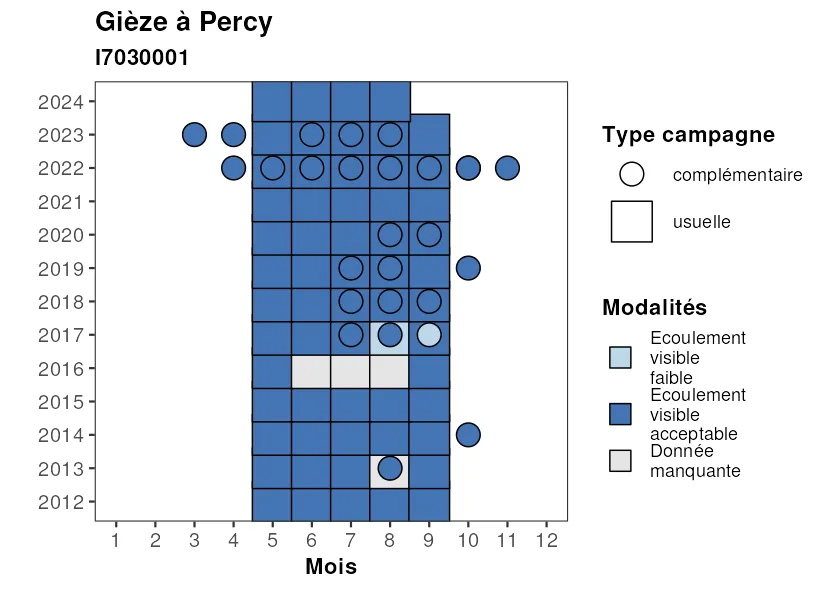 Gièze à Percy
I7030001
2024
2023
2022
2021
2020
2019
2018
2017
2016
2015
2014
2013
2012
1 2 3 4 5 6 7 8 9 10 11 12
Mois
Type campagne
complémentaire
usuelle
Modalités
Ecoulement
visible
faible
Ecoulement
visible
acceptable
Donnée
manquante